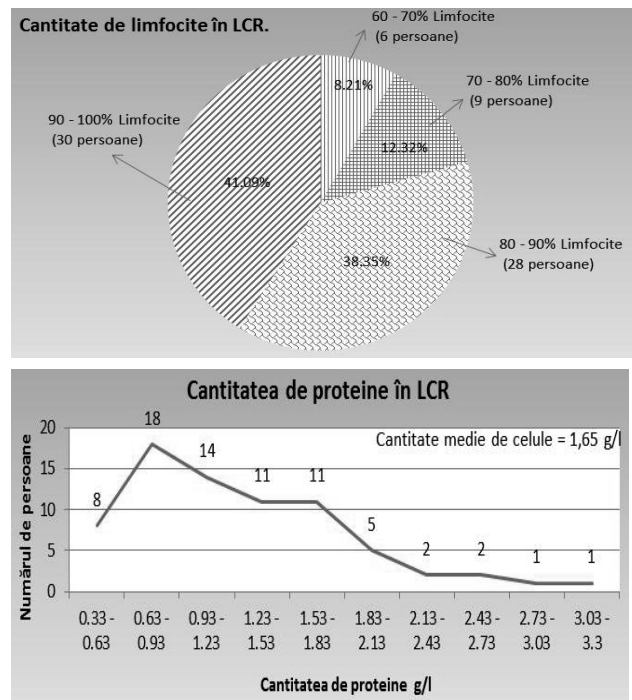 Cantitate de limfocite în LCR.
60 - 70% Limfocite
(6 persoane)
8.21%
70 - 80% Limfocite
(9 persoane)
12.32%
90 - 100% Limfocite
(30 persoane)
41.09%
80 - 90% Limfocite
(28 persoane)
38.35%
Cantitatea de proteine în LCR
Cantitate medie de celule = 1,65 g/l
Numărul de persoane
20
15
10
5
0
8
18
14
11
11
5
2
2
1
1
0.33 - 0.63 - 0.93 - 1.23 - 1.53 - 1.83 - 2.13 - 2.43 - 2.73 - 3.03 -
0.63 0.93 1.23 1.53 1.83 2.13 2.43 2.73 3.03 3.3
Cantitatea de proteine g/l